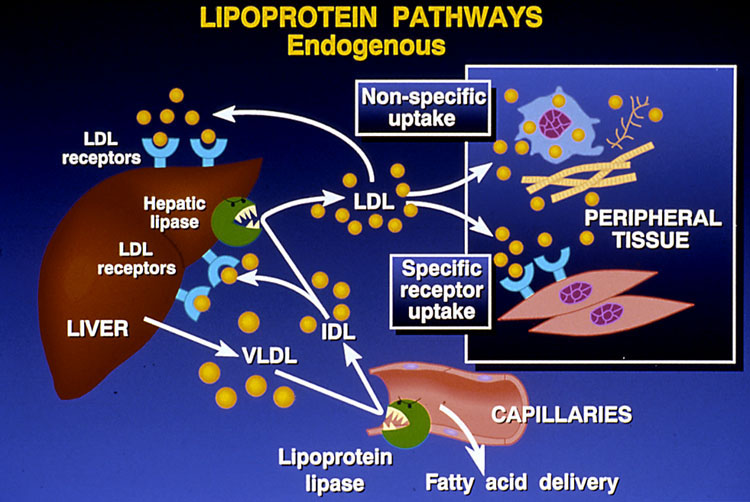 LIPOPROTEIN PATHWAYS
Endogenous
Non-specific
uptake
LDL
receptors
LDL
Hepatic
lipase
PERIPHERAL
TISSUE
LDL
receptors
Specific
receptor
uptake
LIVER
IDL
VLDL
CAPILLARIES
Lipoprotein
lipase
Fatty acid delivery